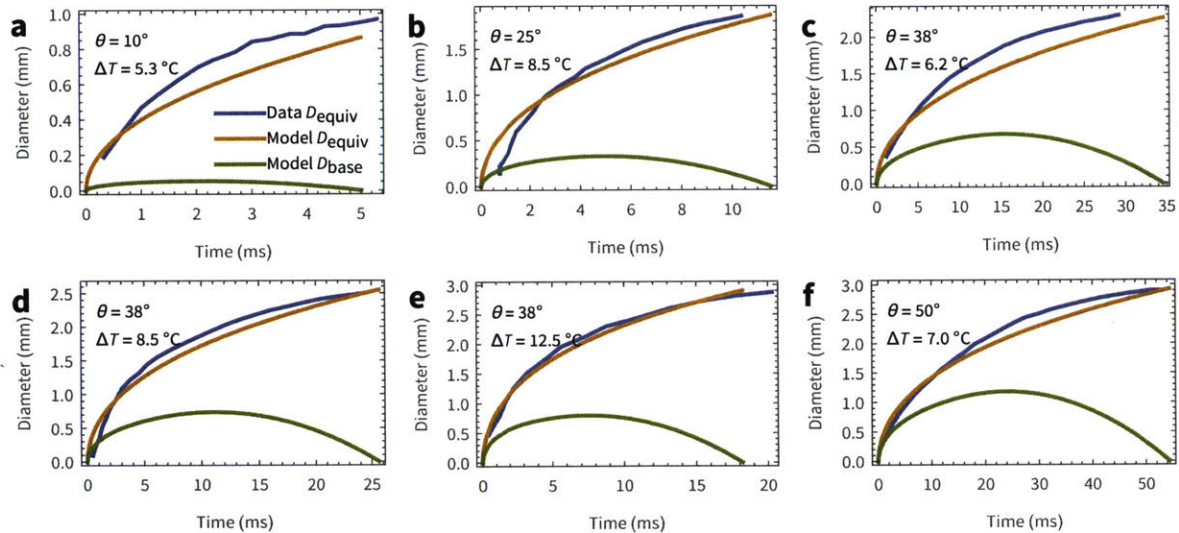 a
θ = 10°
ΔT = 5.3 °C
Data Dequiv
Model Dequiv
Model Dbase
Diameter (mm)
1.0
0.8
0.6
0.4
0.2
0.0
0 1 2 3 4 5
Time (ms)
b
θ = 25°
ΔT = 8.5 °C
Diameter (mm)
1.5
1.0
0.5
0.0
0 2 4 6 8 10
Time (ms)
c
θ = 38°
ΔT = 6.2 °C
Diameter (mm)
2.0
1.5
1.0
0.5
0.0
0 5 10 15 20 25 30 35
Time (ms)
d
θ = 38°
ΔT = 8.5 °C
Diameter (mm)
2.5
2.0
1.5
1.0
0.5
0.0
0 5 10 15 20 25
Time (ms)
e
θ = 38°
ΔT = 12.5 °C
Diameter (mm)
3.0
2.5
2.0
1.5
1.0
0.5
0.0
0 5 10 15 20
Time (ms)
f
θ = 50°
ΔT = 7.0 °C
Diameter (mm)
3.0
2.5
2.0
1.5
1.0
0.5
0.0
0 10 20 30 40 50
Time (ms)